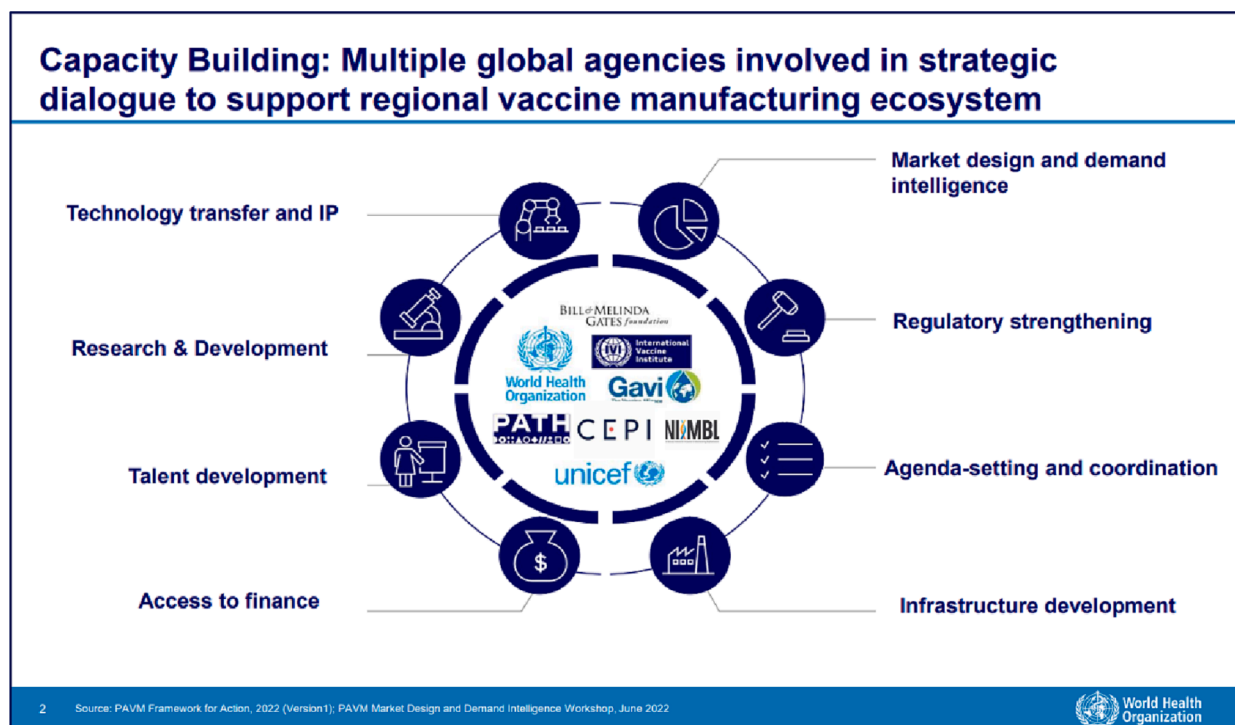 Capacity Building: Multiple global agencies involved in strategic
dialogue to support regional vaccine manufacturing ecosystem
Technology transfer and IP
Research & Development
Talent development
Access to finance
Market design and demand
intelligence
Regulatory strengthening
Agenda-setting and coordination
Infrastructure development
BILL & MELINDA
GATES foundation
World Health
Organization
IVI
International
Vaccine
Institute
Gavi
PATH
CEPI
NIIMBL
unicef
$
2
Source: PAVM Framework for Action, 2022 (Version1); PAVM Market Design and Demand Intelligence Workshop, June 2022
World Health
Organization